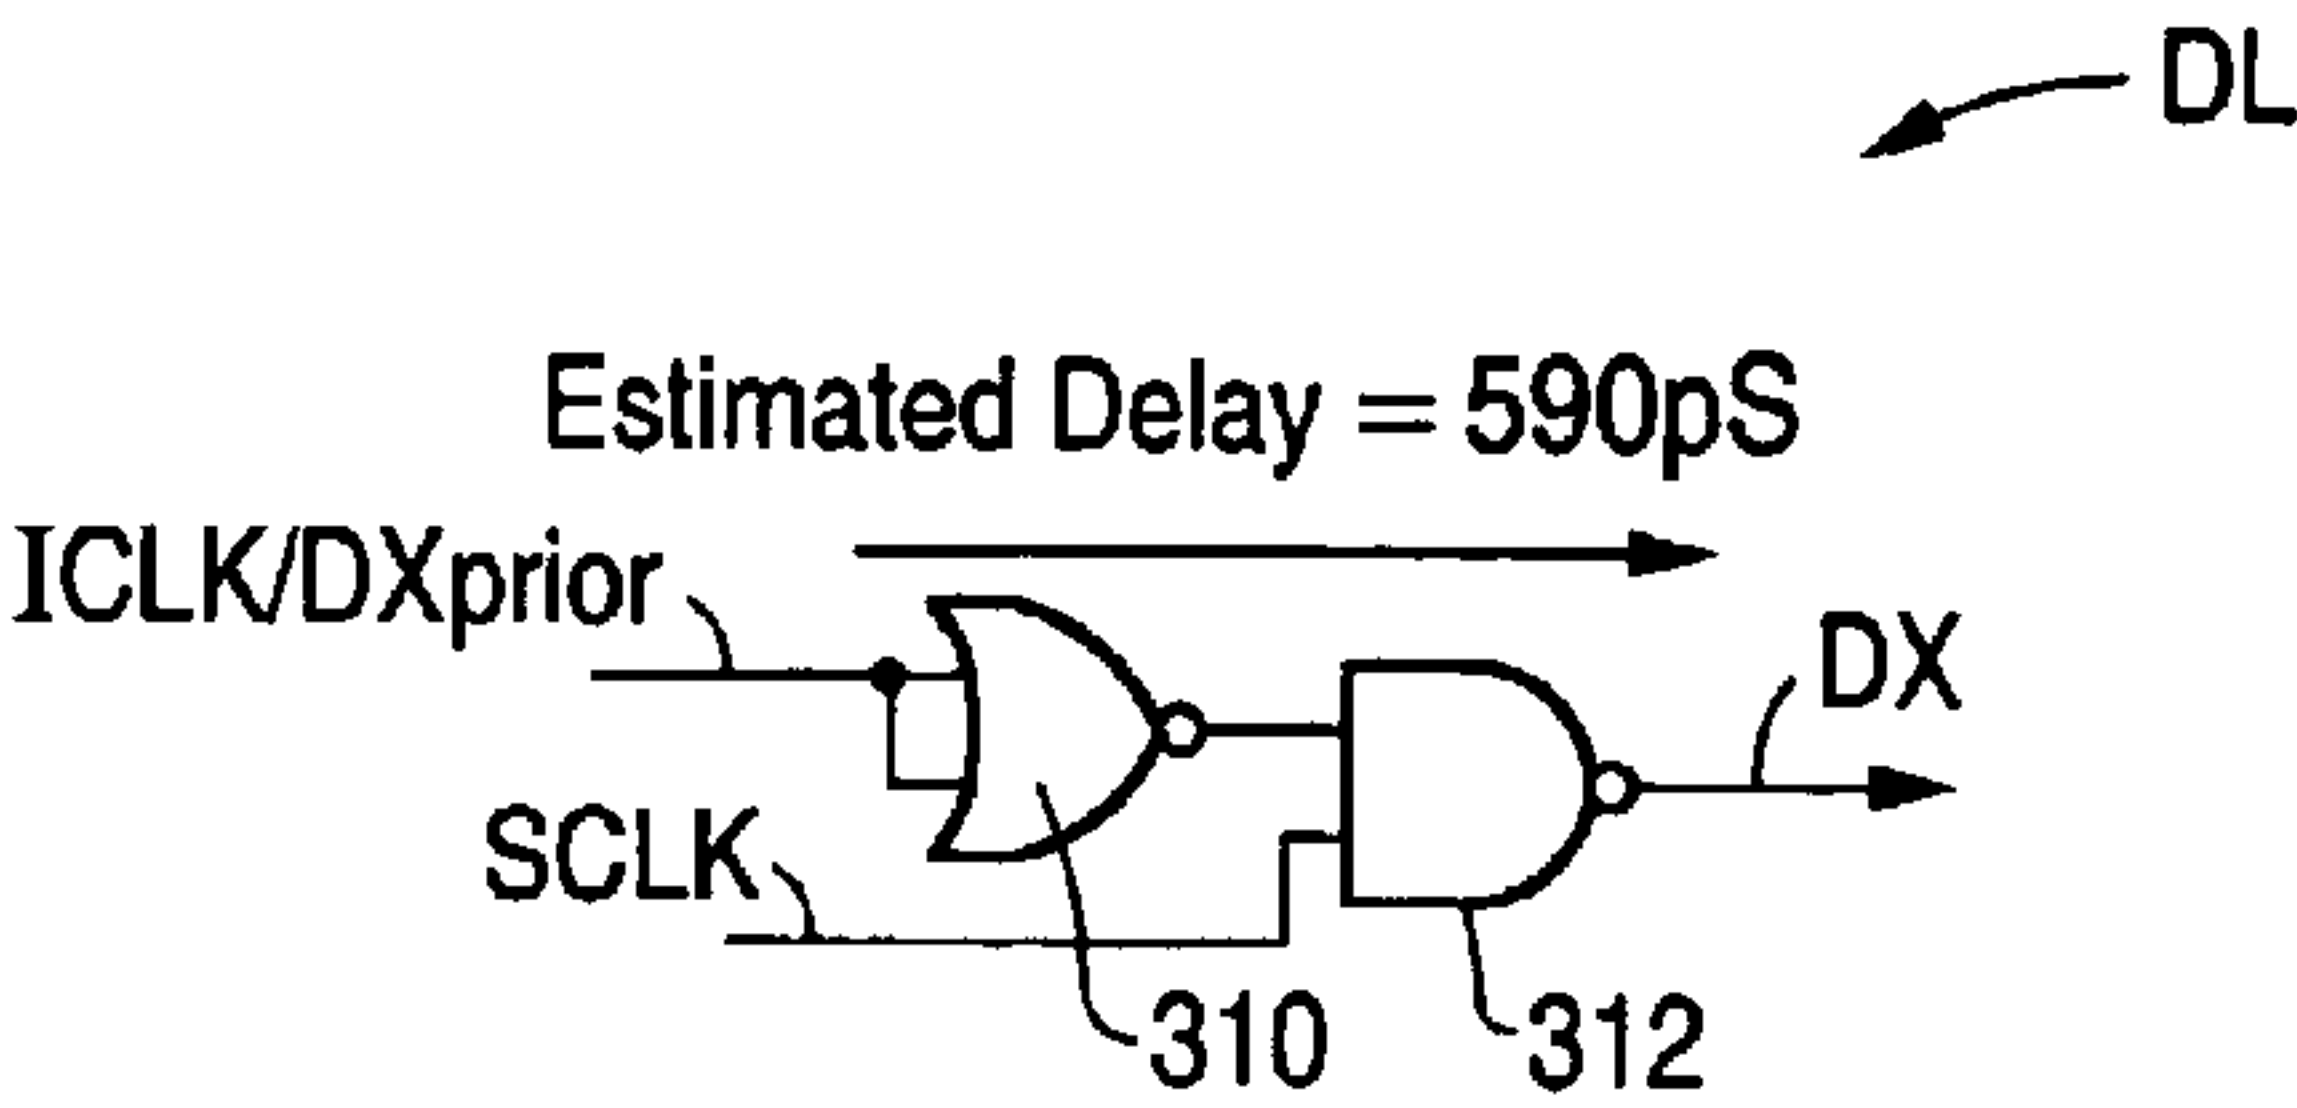 DL
Estimated Delay = 590pS
ICLK/DXprior
DX
SCLK
310
312